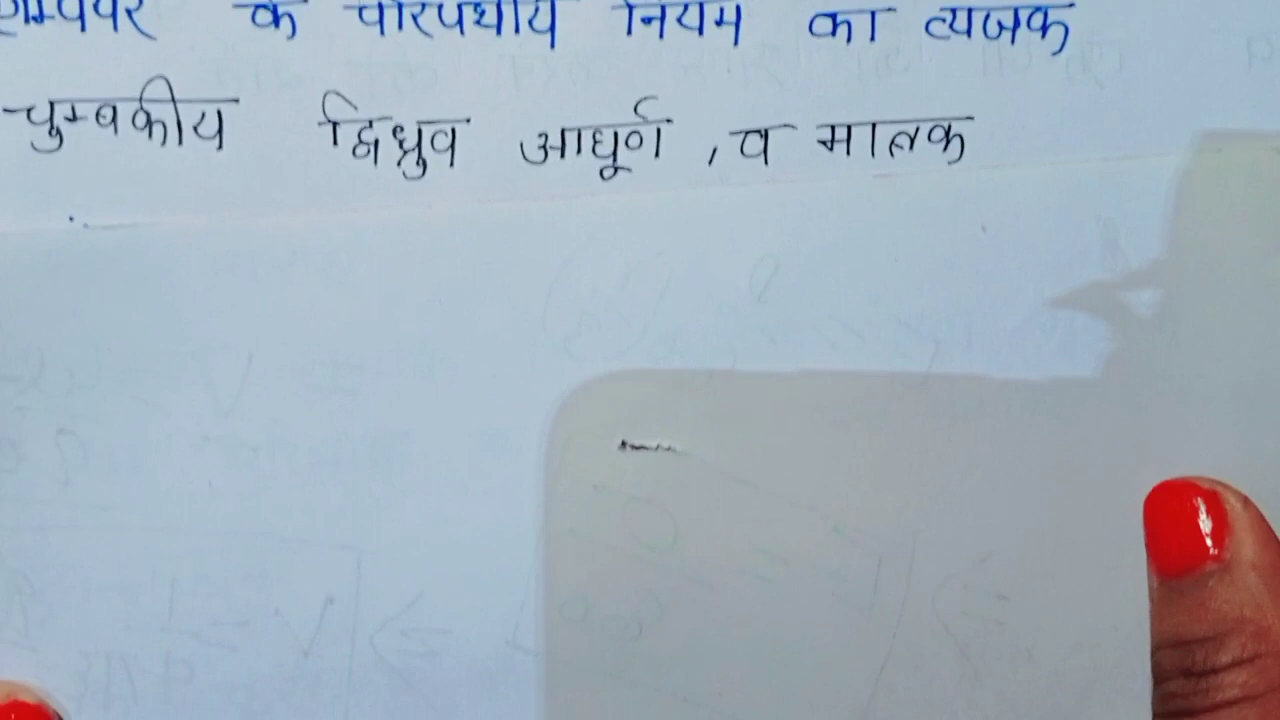 एम्पियर के परिपथीय नियम का व्यंजक
चुम्बकीय द्विध्रुव आघूर्ण , व मात्रक